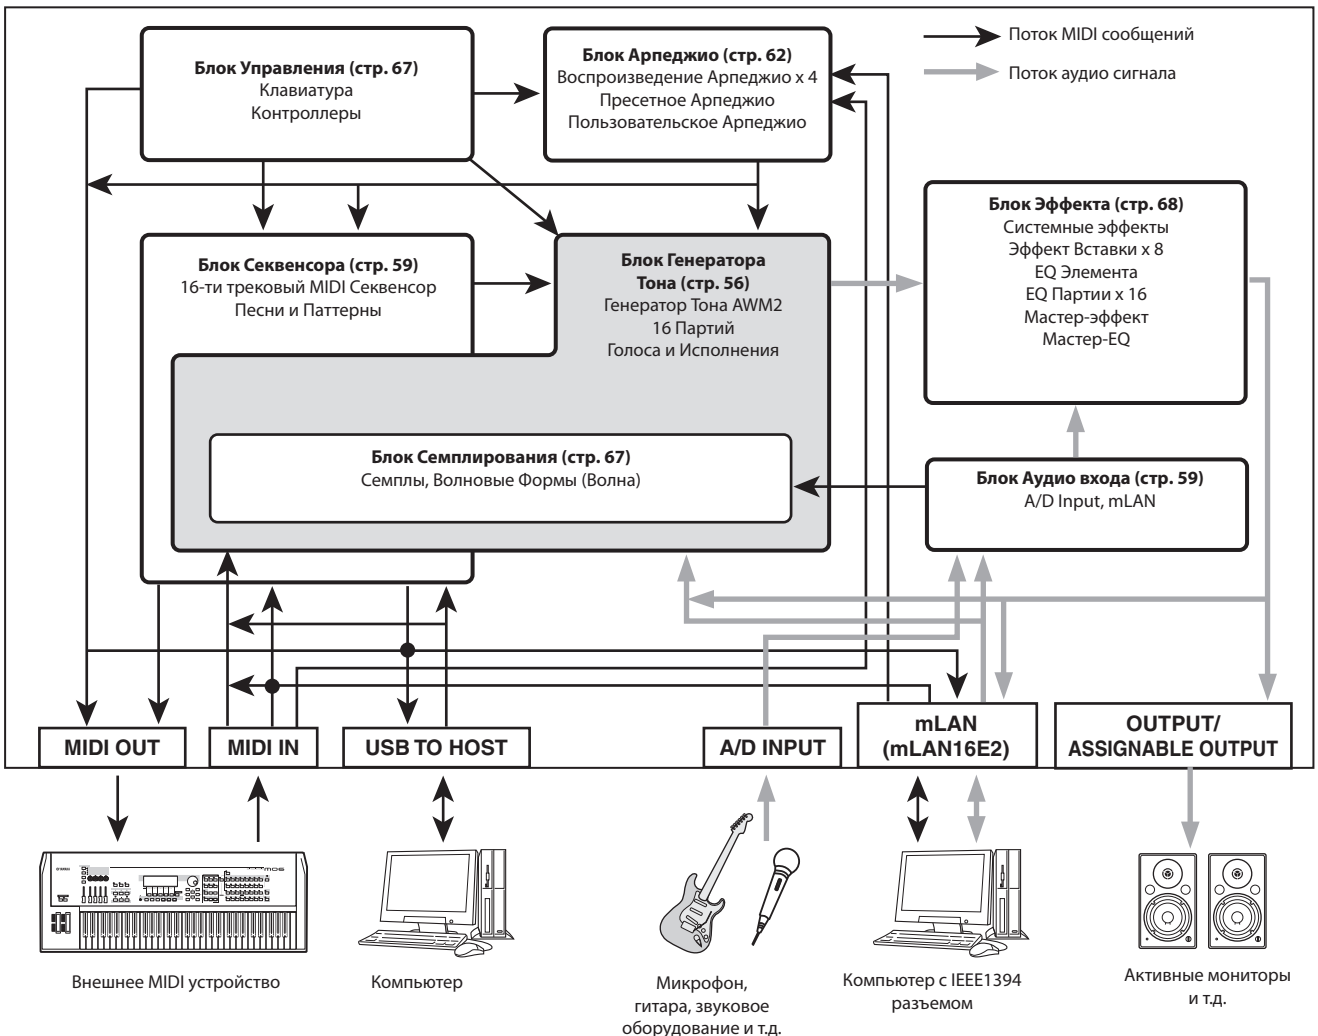 Блок Управления (стр. 67)
Клавиатура
Контроллеры
Блок Арпеджио (стр. 62)
Воспроизведение Арпеджио x 4
Пресетное Арпеджио
Пользовательское Арпеджио
Поток MIDI сообщений
Поток аудио сигнала
Блок Эффекта (стр. 68)
Системные эффекты
Эффект Вставки x 8
EQ Элемента
EQ Партии x 16
Мастер-эффект
Мастер-EQ
Блок Секвенсора (стр. 59)
16-ти трековый MIDI Секвенсор
Песни и Паттерны
Блок Генератора
Тона (стр. 56)
Генератор Тона AWM2
16 Партий
Голоса и Исполнения
Блок Семплирования (стр. 67)
Семплы, Волновые Формы (Волна)
Блок Аудио входа (стр. 59)
A/D Input, mLAN
MIDI OUT
MIDI IN
USB TO HOST
A/D INPUT
mLAN
(mLAN16E2)
OUTPUT/
ASSIGNABLE OUTPUT
Внешнее MIDI устройство
Компьютер
Микрофон,
гитара, звуковое
оборудование и т.д.
Компьютер с IEEE1394
разъемом
Активные мониторы
и т.д.